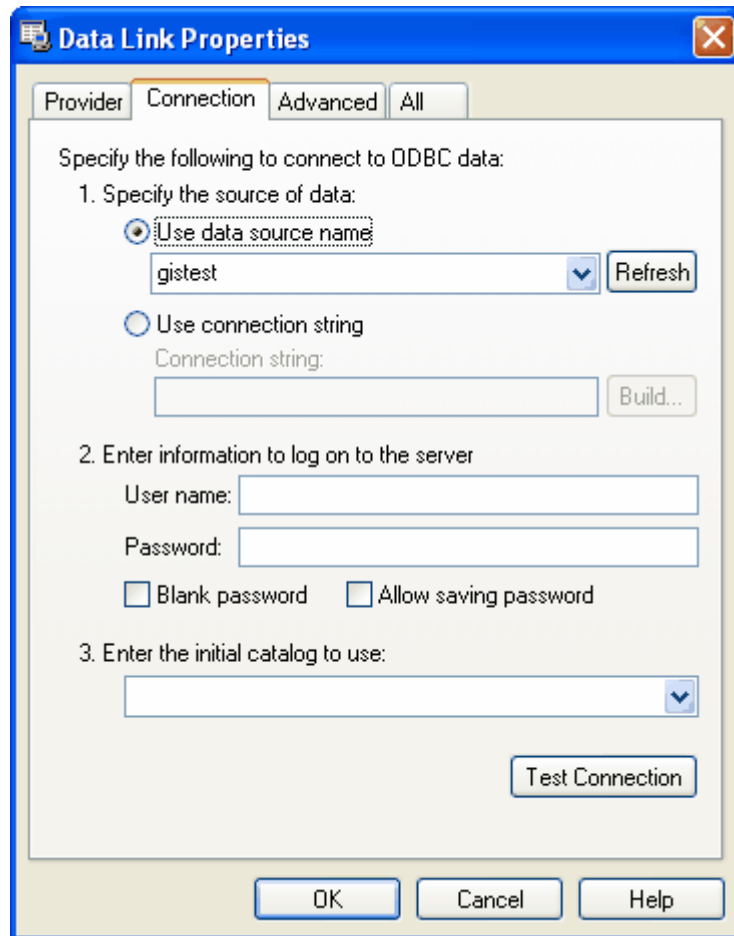 Data Link Properties
Provider Connection Advanced All
Specify the following to connect to ODBC data:
1. Specify the source of data:
Use data source name
gistest Refresh
Use connection string
Connection string:
Build...
2. Enter information to log on to the server
User name:
Password:
Blank password Allow saving password
3. Enter the initial catalog to use:
Test Connection
OK Cancel Help